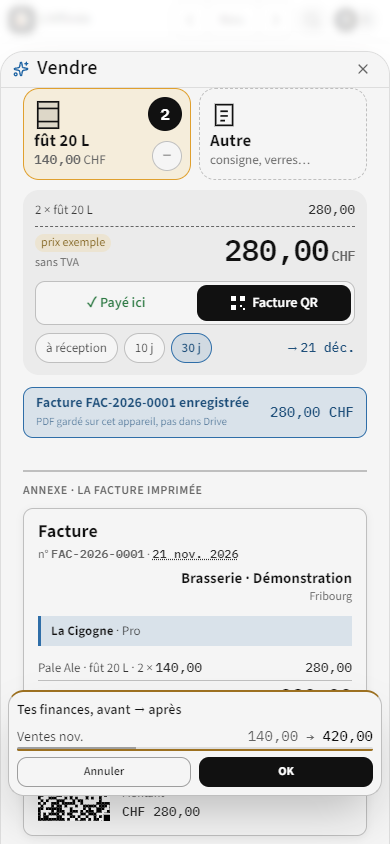 Vendre
2
fût 20 L
140,00 CHF
Autre
consigne, verres…
2 × fût 20 L 280,00
prix exemple
sans TVA
280,00 CHF
✓ Payé ici
Facture QR
à réception
10 j
30 j
→ 21 déc.
Facture FAC-2026-0001 enregistrée
PDF gardé sur cet appareil, pas dans Drive
280,00 CHF
ANNEXE · LA FACTURE IMPRIMÉE
Facture
n° FAC-2026-0001 · 21 nov. 2026
Brasserie · Démonstration
Fribourg
La Cigogne · Pro
Pale Ale · fût 20 L · 2 × 140,00 280,00
Tes finances, avant → après
Ventes nov. 140,00 → 420,00
Annuler
OK
CHF 280,00